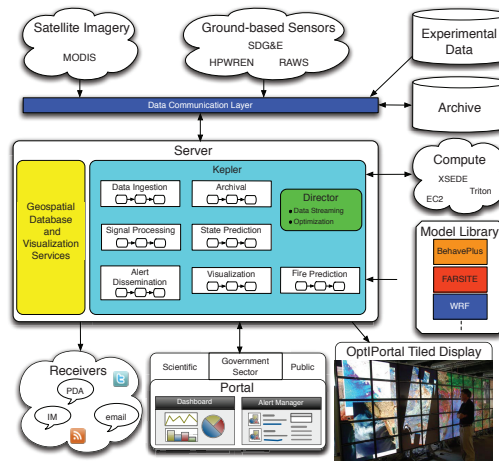 Satellite Imagery
MODIS
Ground-based Sensors
SDG&E
HPWREN RAWS
Experimental
Data
Data Communication Layer
Archive
Server
Kepler
Geospatial
Database
and
Visualization
Services
Data Ingestion
Archival
Director
Data Streaming
Optimization
Signal Processing
State Prediction
Alert
Dissemination
Visualization
Fire Prediction
Compute
XSEDE
Triton
EC2
Model Library
BehavePlus
FARSITE
WRF
Receivers
PDA
IM
email
Scientific
Government
Sector
Public
Portal
Dashboard
Alert Manager
OptIPortal Tiled Display